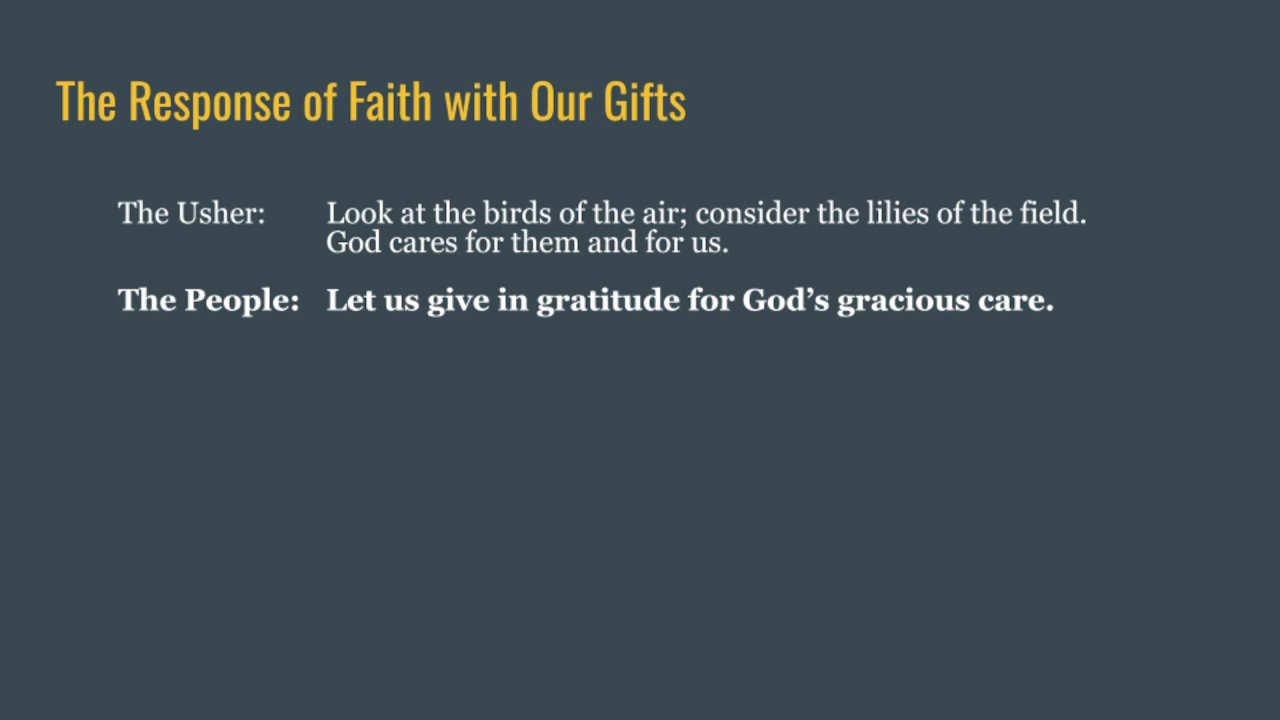 The Response of Faith with Our Gifts
The Usher: Look at the birds of the air; consider the lilies of the field.
God cares for them and for us.
The People: Let us give in gratitude for God’s gracious care.